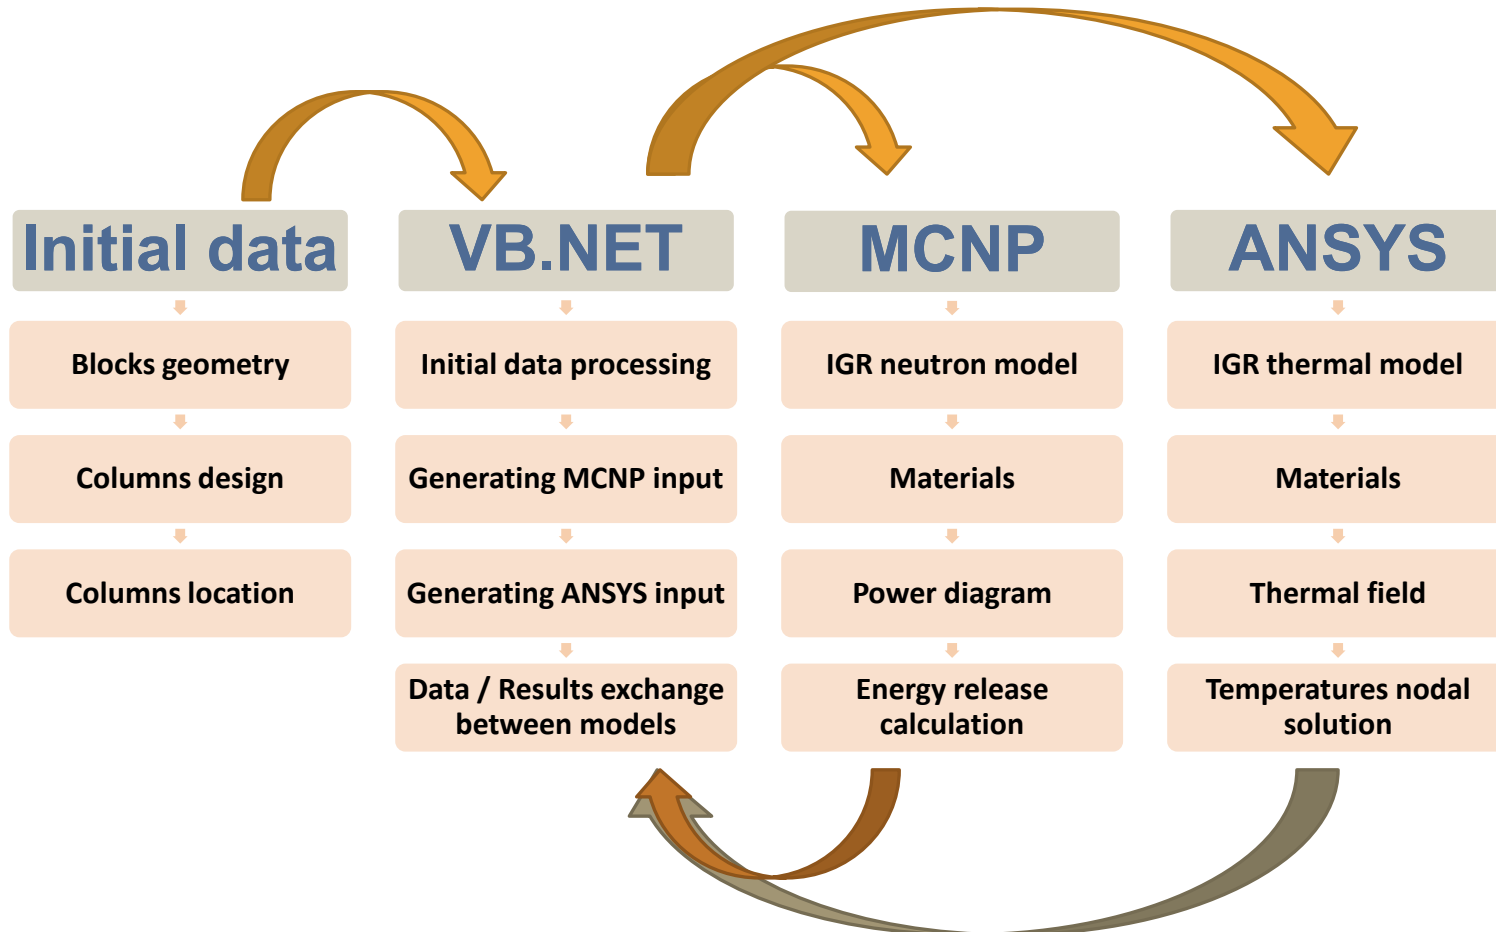 Initial data
VB.NET
MCNP
ANSYS
Blocks geometry
Columns design
Columns location
Initial data processing
Generating MCNP input
Generating ANSYS input
Data / Results exchange
between models
IGR neutron model
Materials
Power diagram
Energy release
calculation
IGR thermal model
Materials
Thermal field
Temperatures nodal
solution